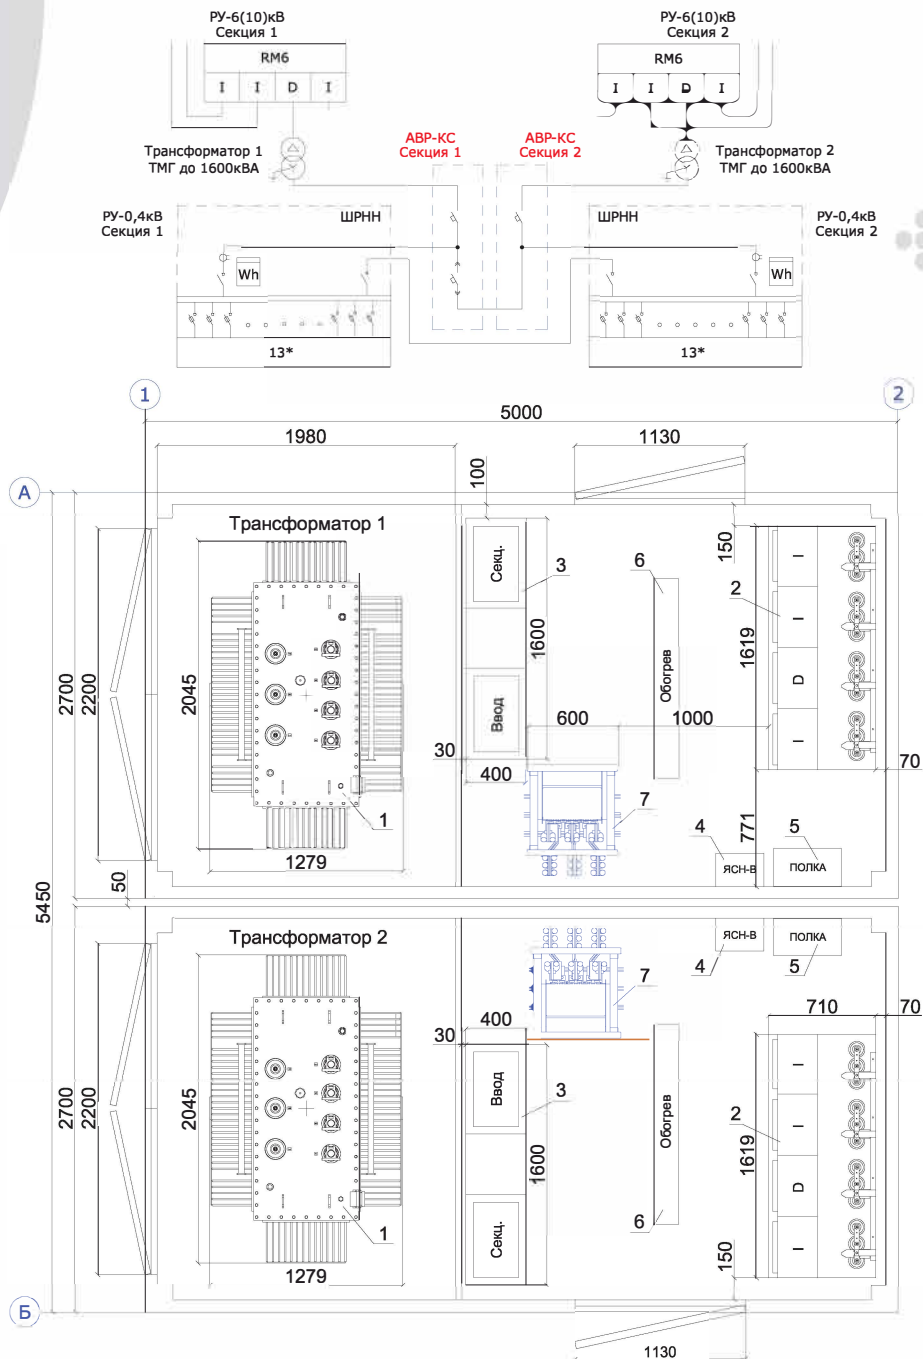 РУ-6(10)кВ
Секция 1
RM6
I I D I
РУ-6(10)кВ
Секция 2
RM6
I I D I
Трансформатор 1
ТМГ до 1600кВА
АВР-КС
Секция 1
АВР-КС
Секция 2
Трансформатор 2
ТМГ до 1600кВА
РУ-0,4кВ
Секция 1
ШРНН
Wh
13*
ШРНН
РУ-0,4кВ
Секция 2
Wh
13*
1
2
5000
1980
1130
100
А
Трансформатор 1
Секц.
3
6
150
2
I
I
D
I
1619
1600
Обогрев
2700
2200
2045
Ввод
600
1000
30
400
70
7
771
1
1279
4
5
ЯСН-В
ПОЛКА
50
5450
Трансформатор 2
ЯСН-В
ПОЛКА
4
5
7
710
70
30
400
Ввод
3
2
I
I
D
I
1619
1600
Обогрев
2700
2200
2045
Секц.
6
1
1279
150
Б
1130